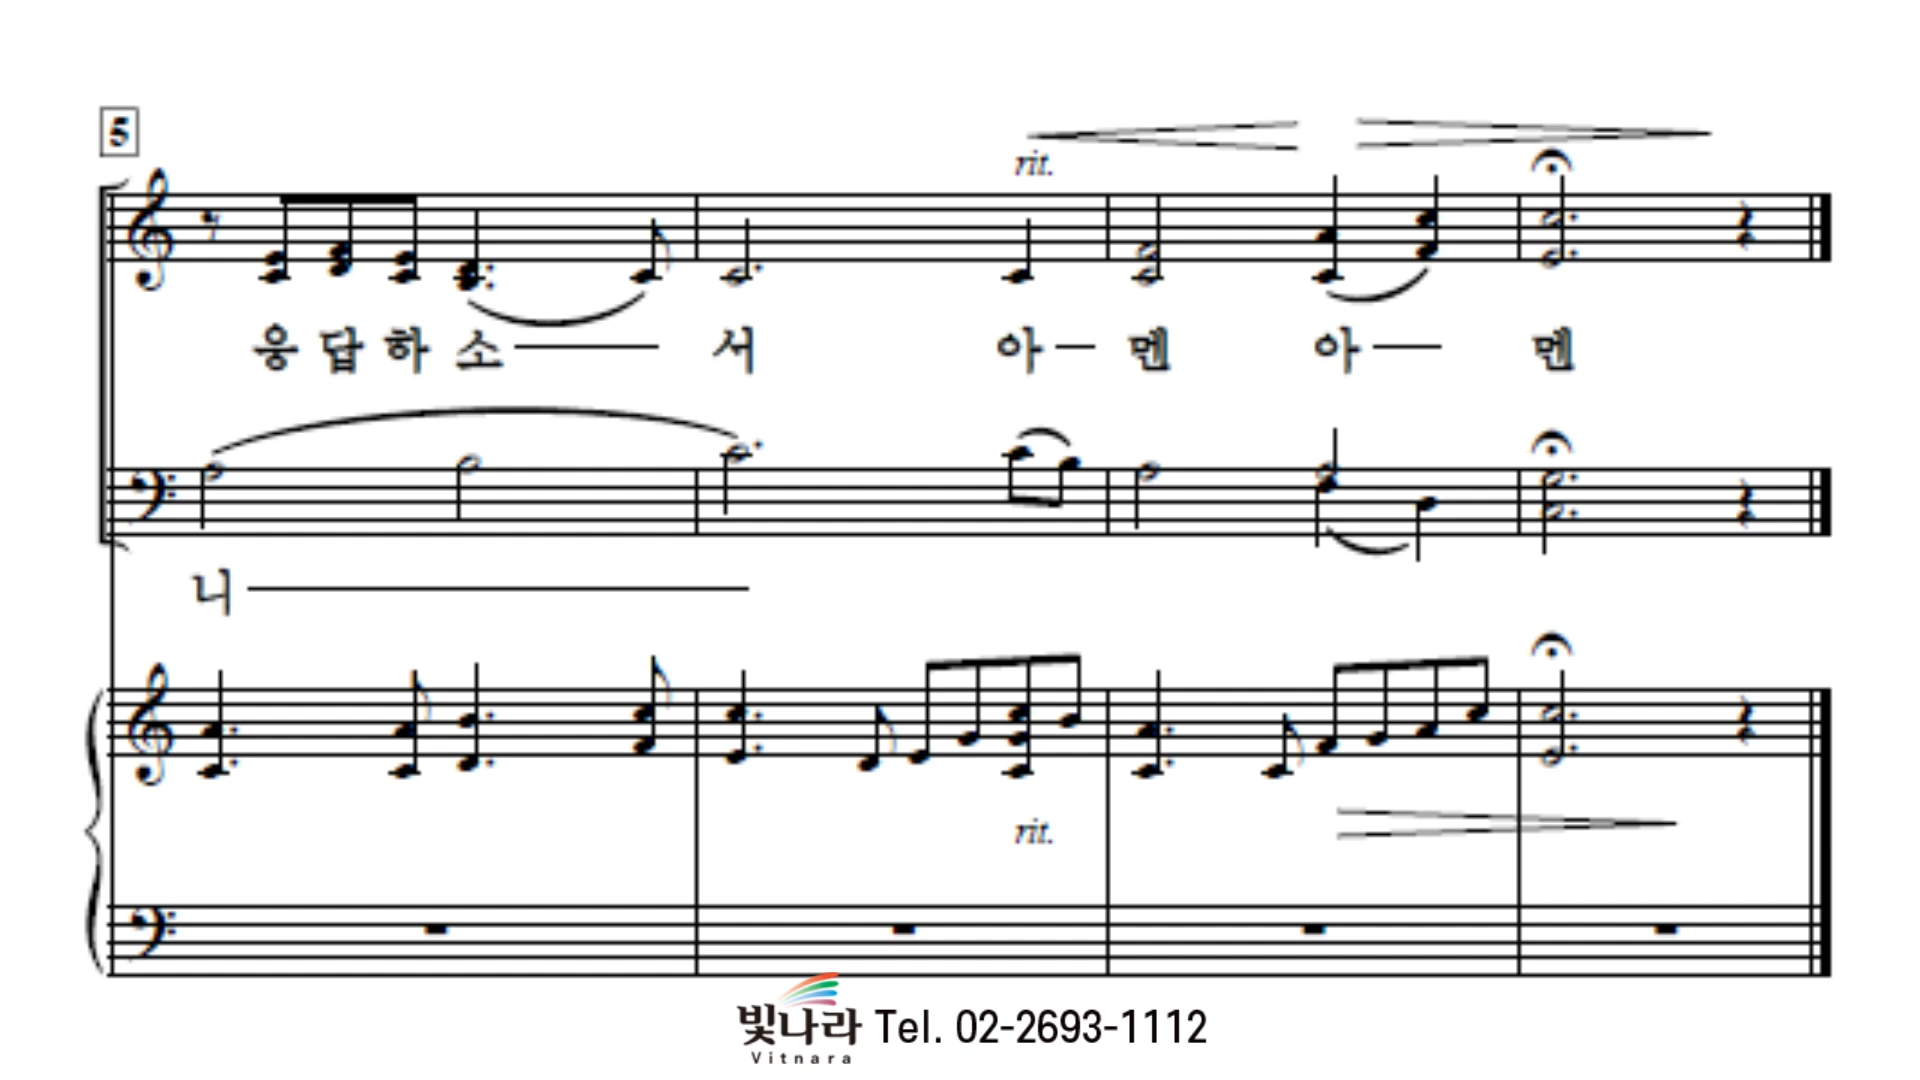 5
rit.
응 답 하 소 서 아 멘 아 멘
니
rit.
빛나라 Tel. 02-2693-1112
Vitnara